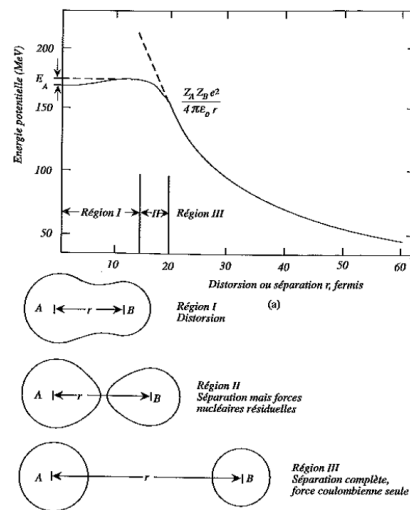 (a)
Energie potentielle (MeV)
200
150
100
50
E_A
Z_A Z_B e²
4 πε₀ r
Région I
II
Région III
10
20
30
40
50
60
Distorsion ou séparation r, fermis
(a)
A
r
B
Région I
Distorsion
A
r
B
Région II
Séparation mais forces
nucléaires résiduelles
A
r
B
Région III
Séparation complète,
force coulombienne seule